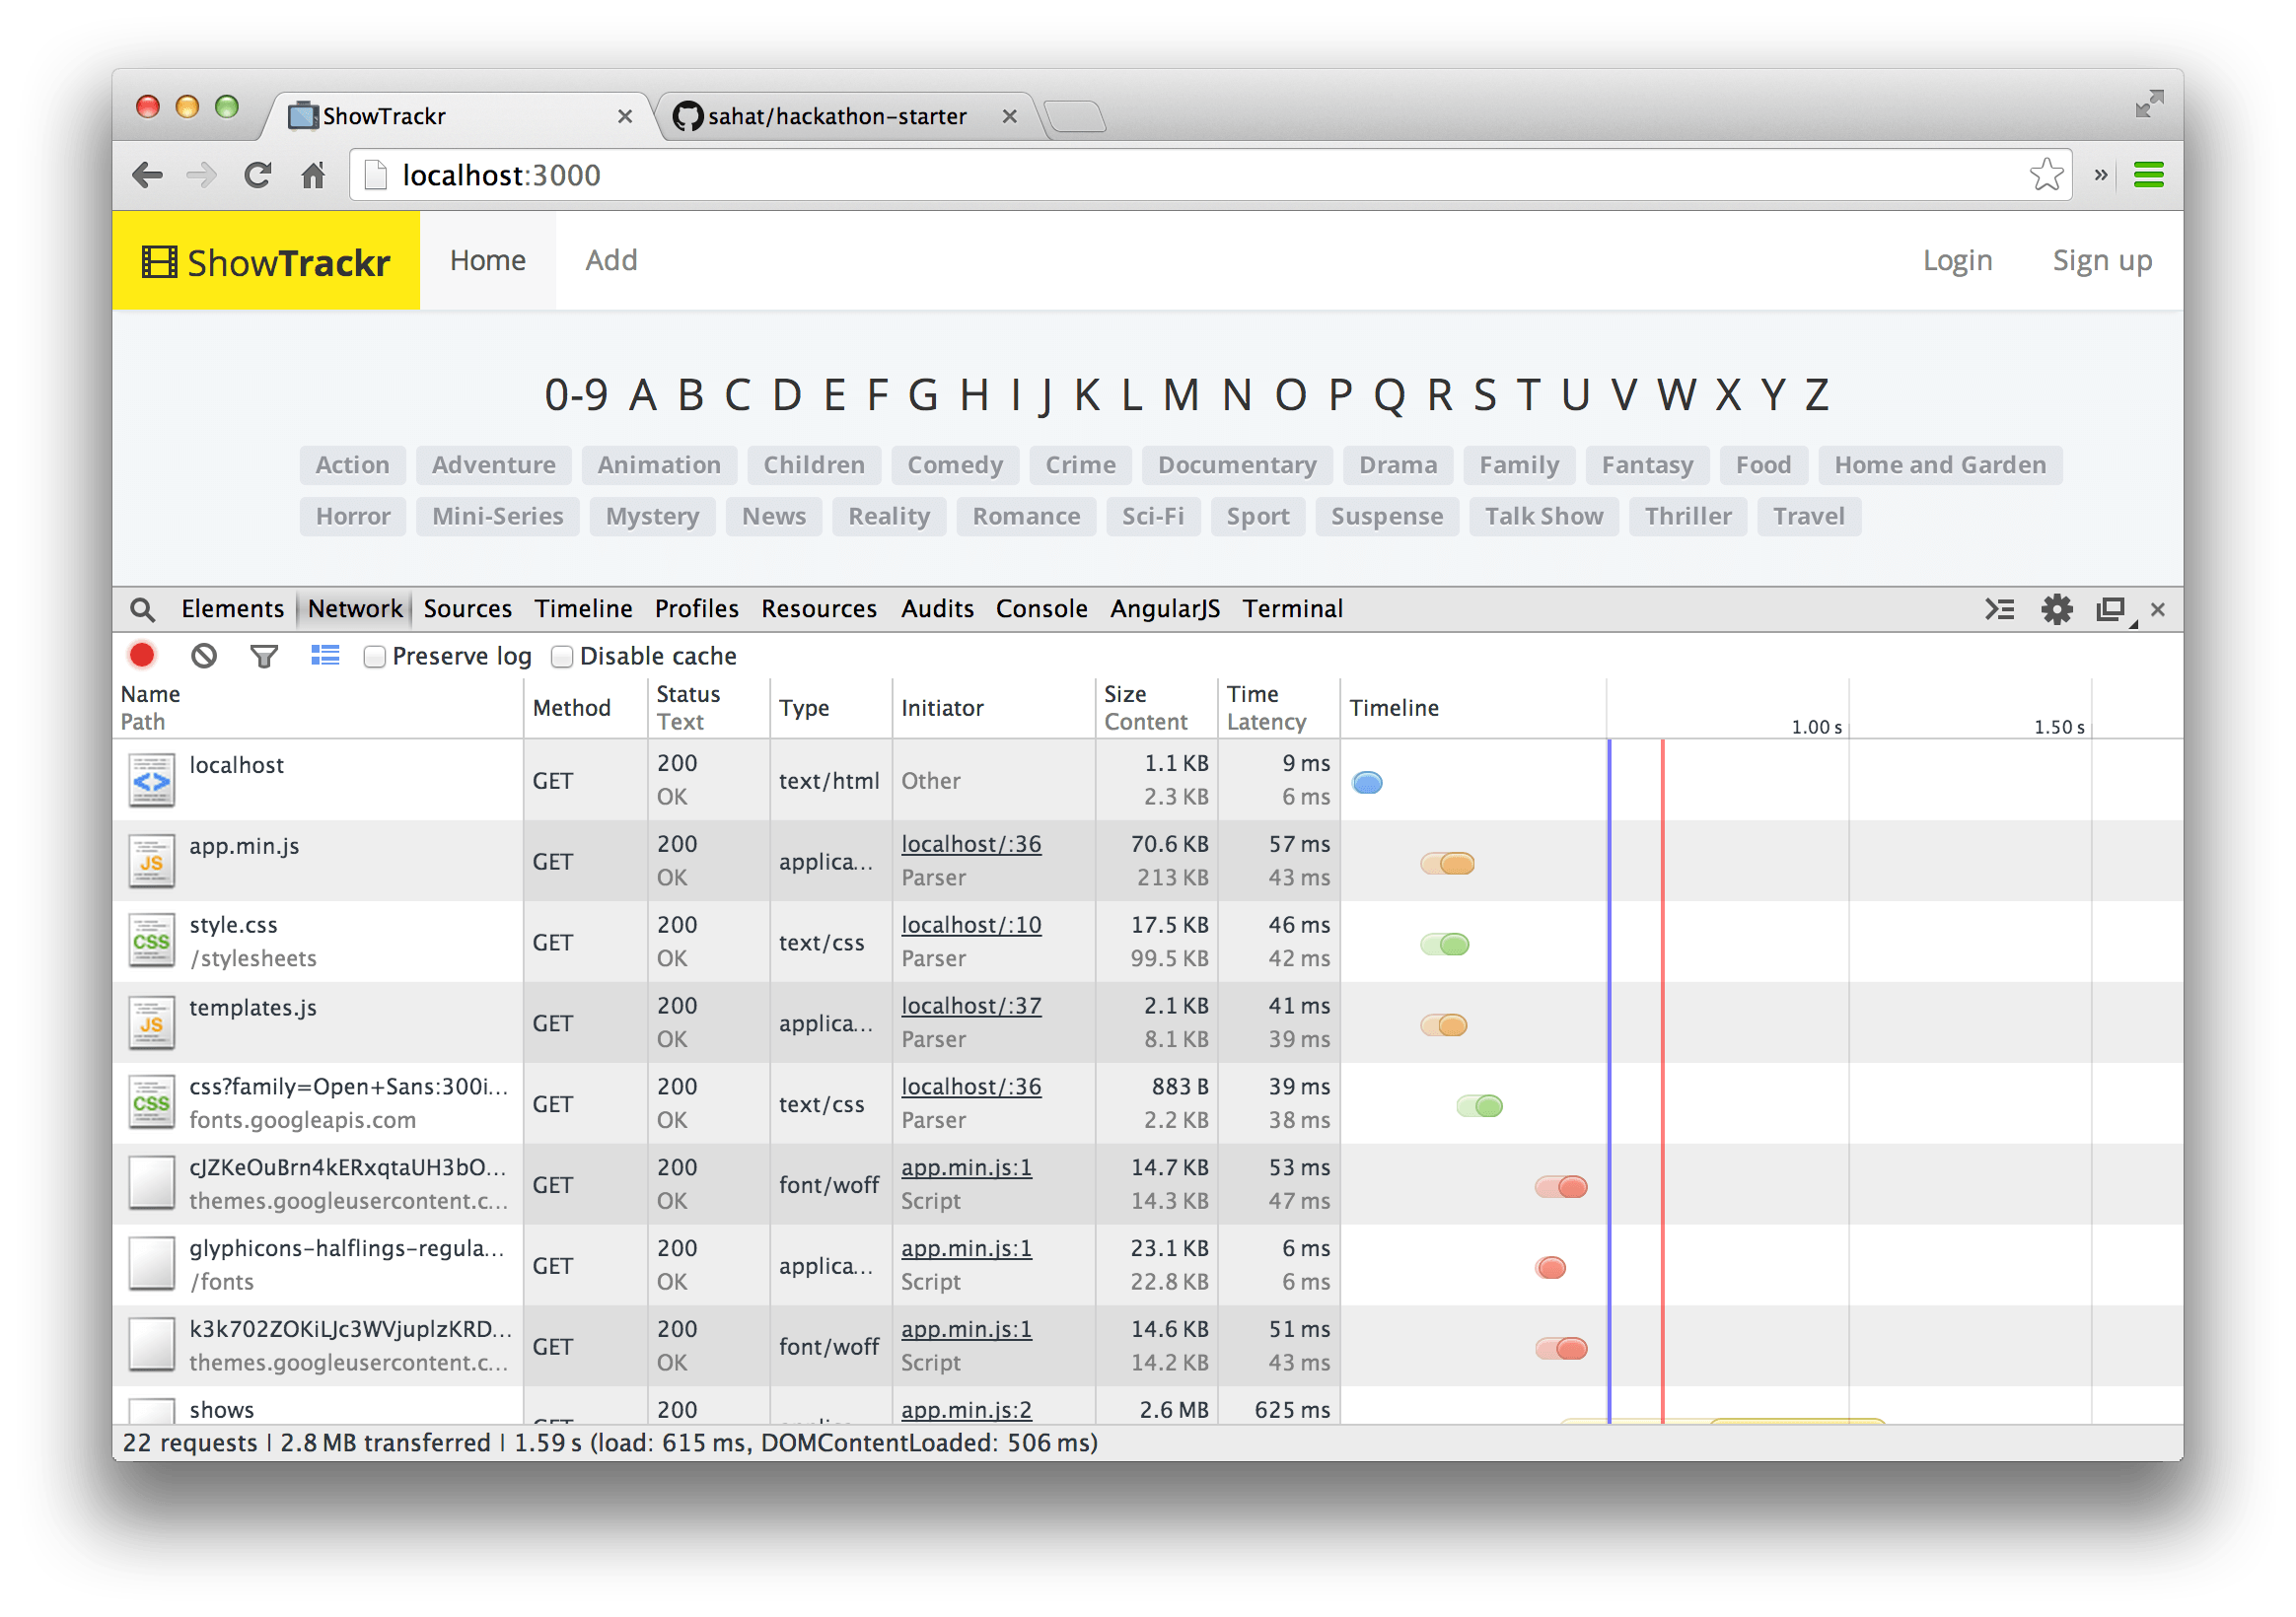 ShowTrackr
sahat/hackathon-starter
localhost:3000
ShowTrackr Home Add Login Sign up
0-9 A B C D E F G H I J K L M N O P Q R S T U V W X Y Z
Action Adventure Animation Children Comedy Crime Documentary Drama Family Fantasy Food Home and Garden
Horror Mini-Series Mystery News Reality Romance Sci-Fi Sport Suspense Talk Show Thriller Travel
Elements Network Sources Timeline Profiles Resources Audits Console AngularJS Terminal
Preserve log Disable cache
Name Method Status Type Initiator Size Time Timeline
Path Text Content Latency 1.00 s 1.50 s
localhost GET 200 text/html Other 1.1 KB 9 ms
OK 2.3 KB 6 ms
JS app.min.js GET 200 applica... localhost/:36 70.6 KB 57 ms
OK Parser 213 KB 43 ms
CSS style.css GET 200 text/css localhost/:10 17.5 KB 46 ms
/stylesheets OK Parser 99.5 KB 42 ms
JS templates.js GET 200 applica... localhost/:37 2.1 KB 41 ms
OK Parser 8.1 KB 39 ms
CSS css?family=Open+Sans:300i... GET 200 text/css localhost/:36 883 B 39 ms
fonts.googleapis.com OK Parser 2.2 KB 38 ms
cJZKeOuBrn4kERxqtaUH3bO... GET 200 font/woff app.min.js:1 14.7 KB 53 ms
themes.googleusercontent.c... OK Script 14.3 KB 47 ms
glyphicons-halflings-regula... GET 200 applica... app.min.js:1 23.1 KB 6 ms
/fonts OK Script 22.8 KB 6 ms
k3k702ZOKiLJc3WVjuplzKRD... GET 200 font/woff app.min.js:1 14.6 KB 51 ms
themes.googleusercontent.c... OK Script 14.2 KB 43 ms
shows 200 app.min.js:2 2.6 MB 625 ms
22 requests | 2.8 MB transferred | 1.59 s (load: 615 ms, DOMContentLoaded: 506 ms)